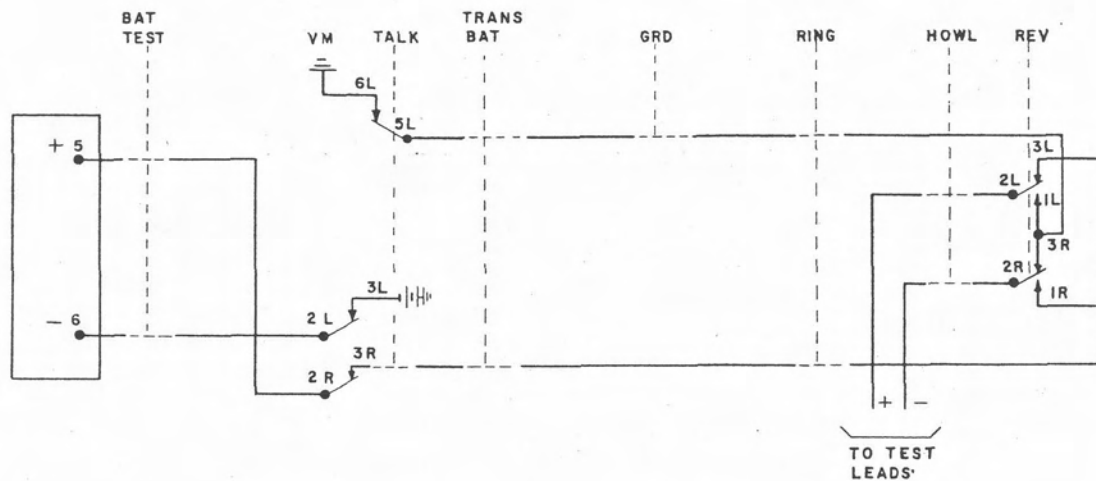 BAT
TEST
VM
TALK
TRANS
BAT
GRD
RING
HOWL
REV
6L
5L
+ 5
3L
2L
1L
3R
2R
1R
3L
2 L
- 6
3R
2 R
+ -
TO TEST
LEADS